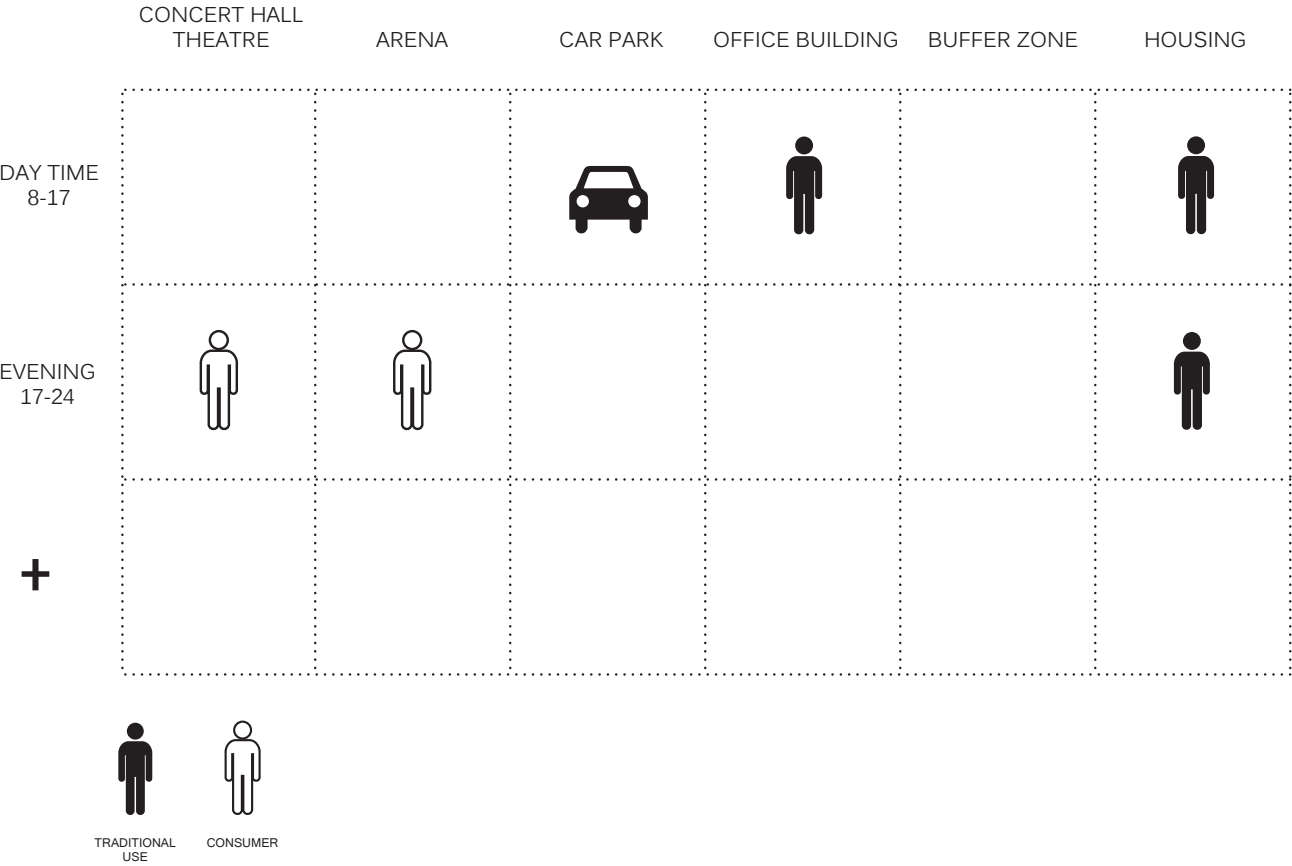 CONCERT HALL
THEATRE
ARENA
CAR PARK
OFFICE BUILDING
BUFFER ZONE
HOUSING
DAY TIME
8-17
EVENING
17-24
+
TRADITIONAL
USE
CONSUMER